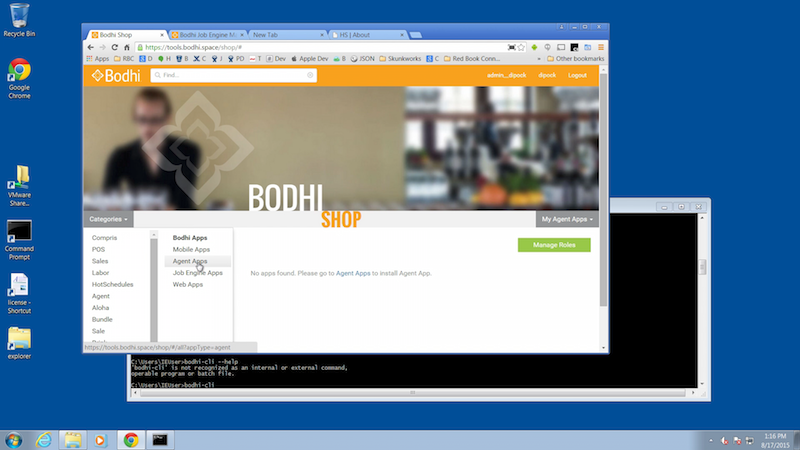 Recycle Bin
Google Chrome
VMware Share...
Command Prompt
license - Shortcut
explorer
Bodhi Shop
Bodhi Job Engine M
New Tab
HS | About
https://tools.bodhi.space/shop/#
Apps RBC D H X C J PD T Dev Apple Dev B JSON Skunkworks Red Book Conn... » Other bookmarks
Bodhi
Find...
admin__dipock dipock Logout
BODHI
SHOP
Categories
My Agent Apps
Compris
POS
Sales
Labor
HotSchedules
Agent
Aloha
Bundle
Sale
Bodhi Apps
Mobile Apps
Agent Apps
Job Engine Apps
Web Apps
Manage Roles
No apps found. Please go to Agent Apps to install Agent App.
https://tools.bodhi.space/shop/#/all?appType=agent
C:\Users\IEUser>bodhi-cli --help
'bodhi-cli' is not recognized as an internal or external command,
operable program or batch file.
C:\Users\IEUser>bodhi-cli
1:16 PM
8/17/2015